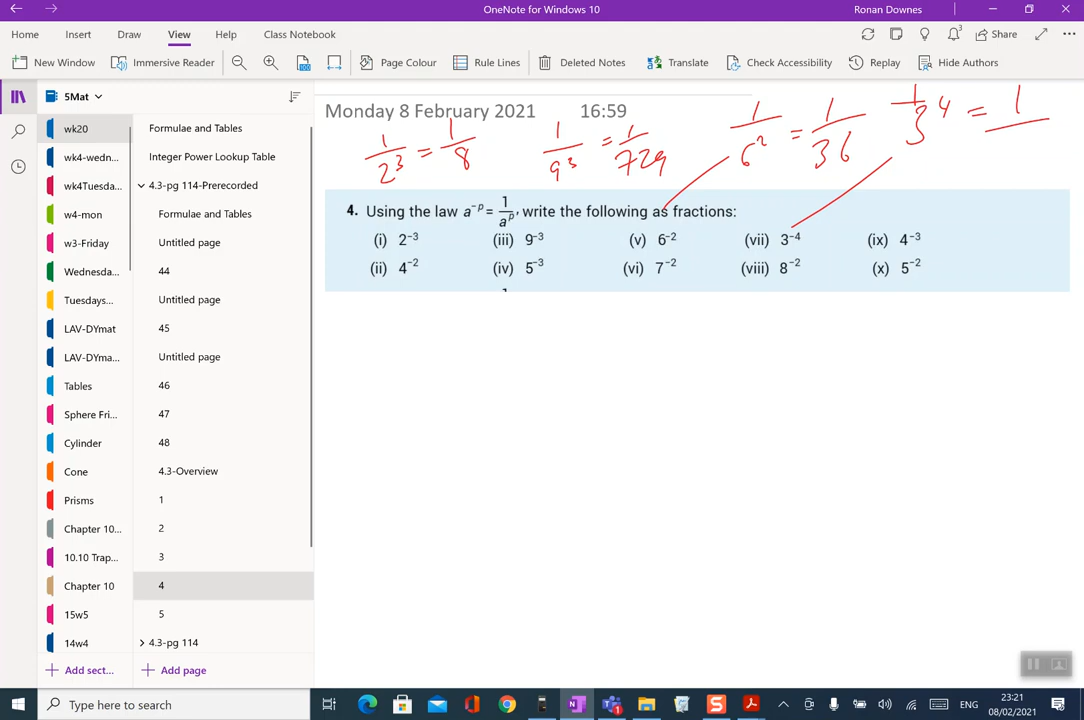 OneNote for Windows 10
Ronan Downes
Home Insert Draw View Help Class Notebook
3 Share
New Window Immersive Reader Page Colour Rule Lines Deleted Notes Translate Check Accessibility Replay Hide Authors
5Mat
wk20
wk4-wedn...
wk4Tuesda...
w4-mon
w3-Friday
Wednesda...
Tuesdays...
LAV-DYmat
LAV-DYma...
Tables
Sphere Fri...
Cylinder
Cone
Prisms
Chapter 10...
10.10 Trap...
Chapter 10
15w5
14w4
Add sect...
Formulae and Tables
Integer Power Lookup Table
4.3-pg 114-Prerecorded
Formulae and Tables
Untitled page
44
Untitled page
45
Untitled page
46
47
48
4.3-Overview
1
2
3
4
5
4.3-pg 114
Add page
Monday 8 February 2021 16:59
1/2³ = 1/8 1/9³ = 1/729 1/6² = 1/36 1/3⁴ = 1/
4. Using the law a⁻ᵖ = 1/aᵖ, write the following as fractions:
(i) 2⁻³ (iii) 9⁻³ (v) 6⁻² (vii) 3⁻⁴ (ix) 4⁻³
(ii) 4⁻² (iv) 5⁻³ (vi) 7⁻² (viii) 8⁻² (x) 5⁻²
1
Type here to search
ENG
23:21
08/02/2021